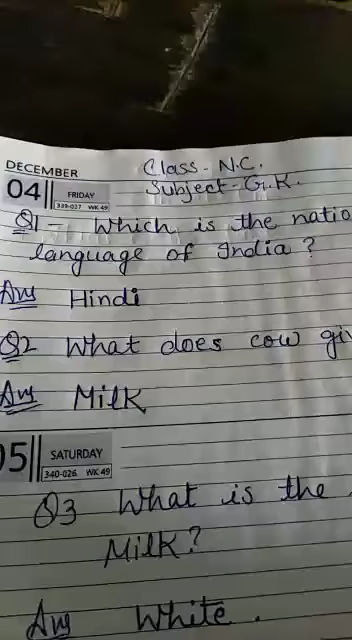 DECEMBER
Class - N.C.
04 FRIDAY
339-027 WK 49
Subject - G.K.
Q1 - Which is the natio
language of India ?
Ans Hindi
Q2 What does cow giv
Ans Milk
05 SATURDAY
340-026 WK 49
Q3 What is the
Milk?
Ans White.